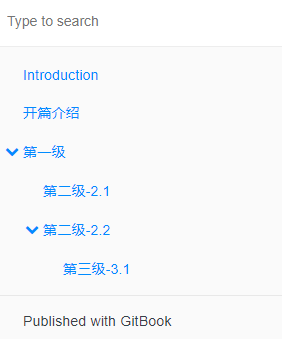 Type to search
Introduction
开篇介绍
第一级
第二级-2.1
第二级-2.2
第三级-3.1
Published with GitBook